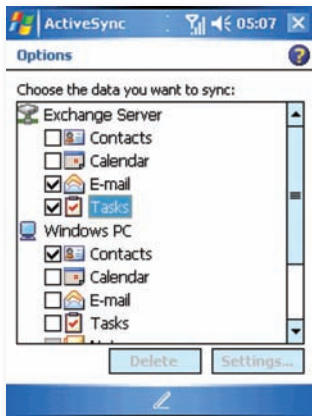 ActiveSync 05:07
Options
Choose the data you want to sync:
Exchange Server
Contacts
Calendar
E-mail
Tasks
Windows PC
Contacts
Calendar
E-mail
Tasks
Delete Settings...